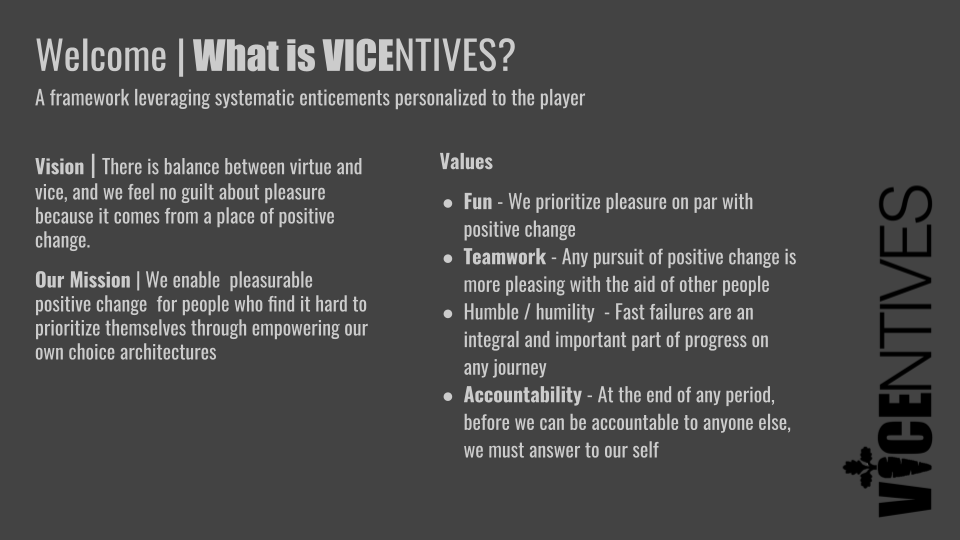 Welcome | What is VICENTIVES?
A framework leveraging systematic enticements personalized to the player
Vision | There is balance between virtue and
vice, and we feel no guilt about pleasure
because it comes from a place of positive
change.
Our Mission | We enable  pleasurable
positive change  for people who find it hard to
prioritize themselves through empowering our
own choice architectures
Values
● Fun - We prioritize pleasure on par with
positive change
● Teamwork - Any pursuit of positive change is
more pleasing with the aid of other people
● Humble / humility  - Fast failures are an
integral and important part of progress on
any journey
● Accountability - At the end of any period,
before we can be accountable to anyone else,
we must answer to our self
VICENTIVES